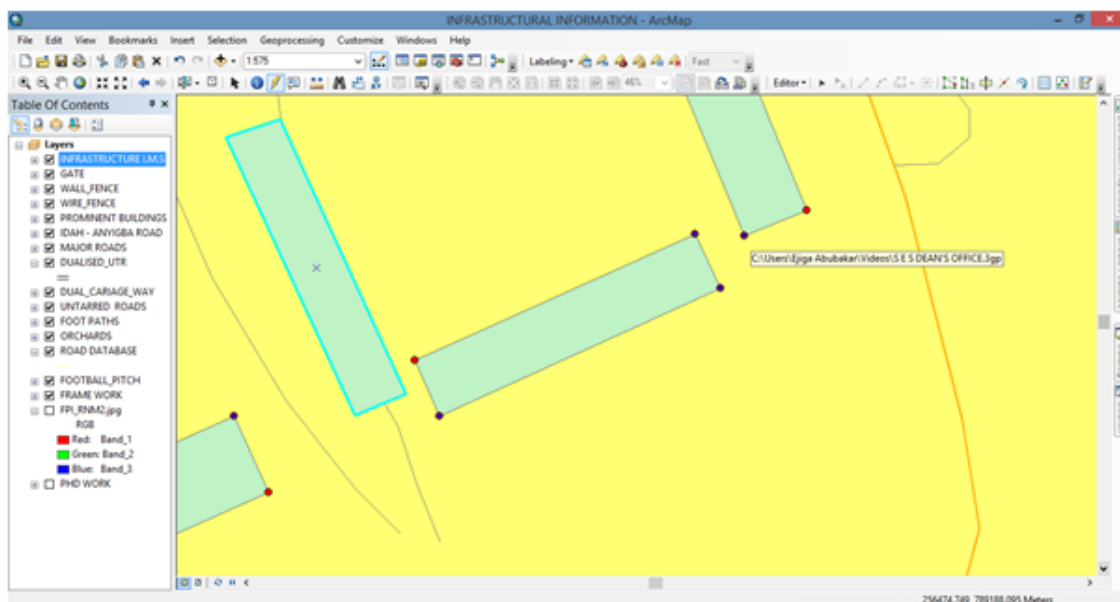 INFRASTRUCTURAL INFORMATION - ArcMap
File Edit View Bookmarks Insert Selection Geoprocessing Customize Windows Help
1:575 Labeling Fast
46% Editor
Table Of Contents
Layers
INFRASTRUCTURE I.M.S
GATE
WALL_FENCE
WIRE_FENCE
PROMINENT BUILDINGS
IDAH - ANYIGBA ROAD
MAJOR ROADS
DUALISED_UTR
DUAL_CARIAGE_WAY
UNTARRED ROADS
FOOT PATHS
ORCHARDS
ROAD DATABASE
FOOTBALL_PITCH
FRAME WORK
FPI_RNM2.jpg
RGB
Red: Band_1
Green: Band_2
Blue: Band_3
PHD WORK
C:\Users\Ejiga Abubakar\Videos\S E S DEAN'S OFFICE.3gp
256474.749 789188.095 Meters